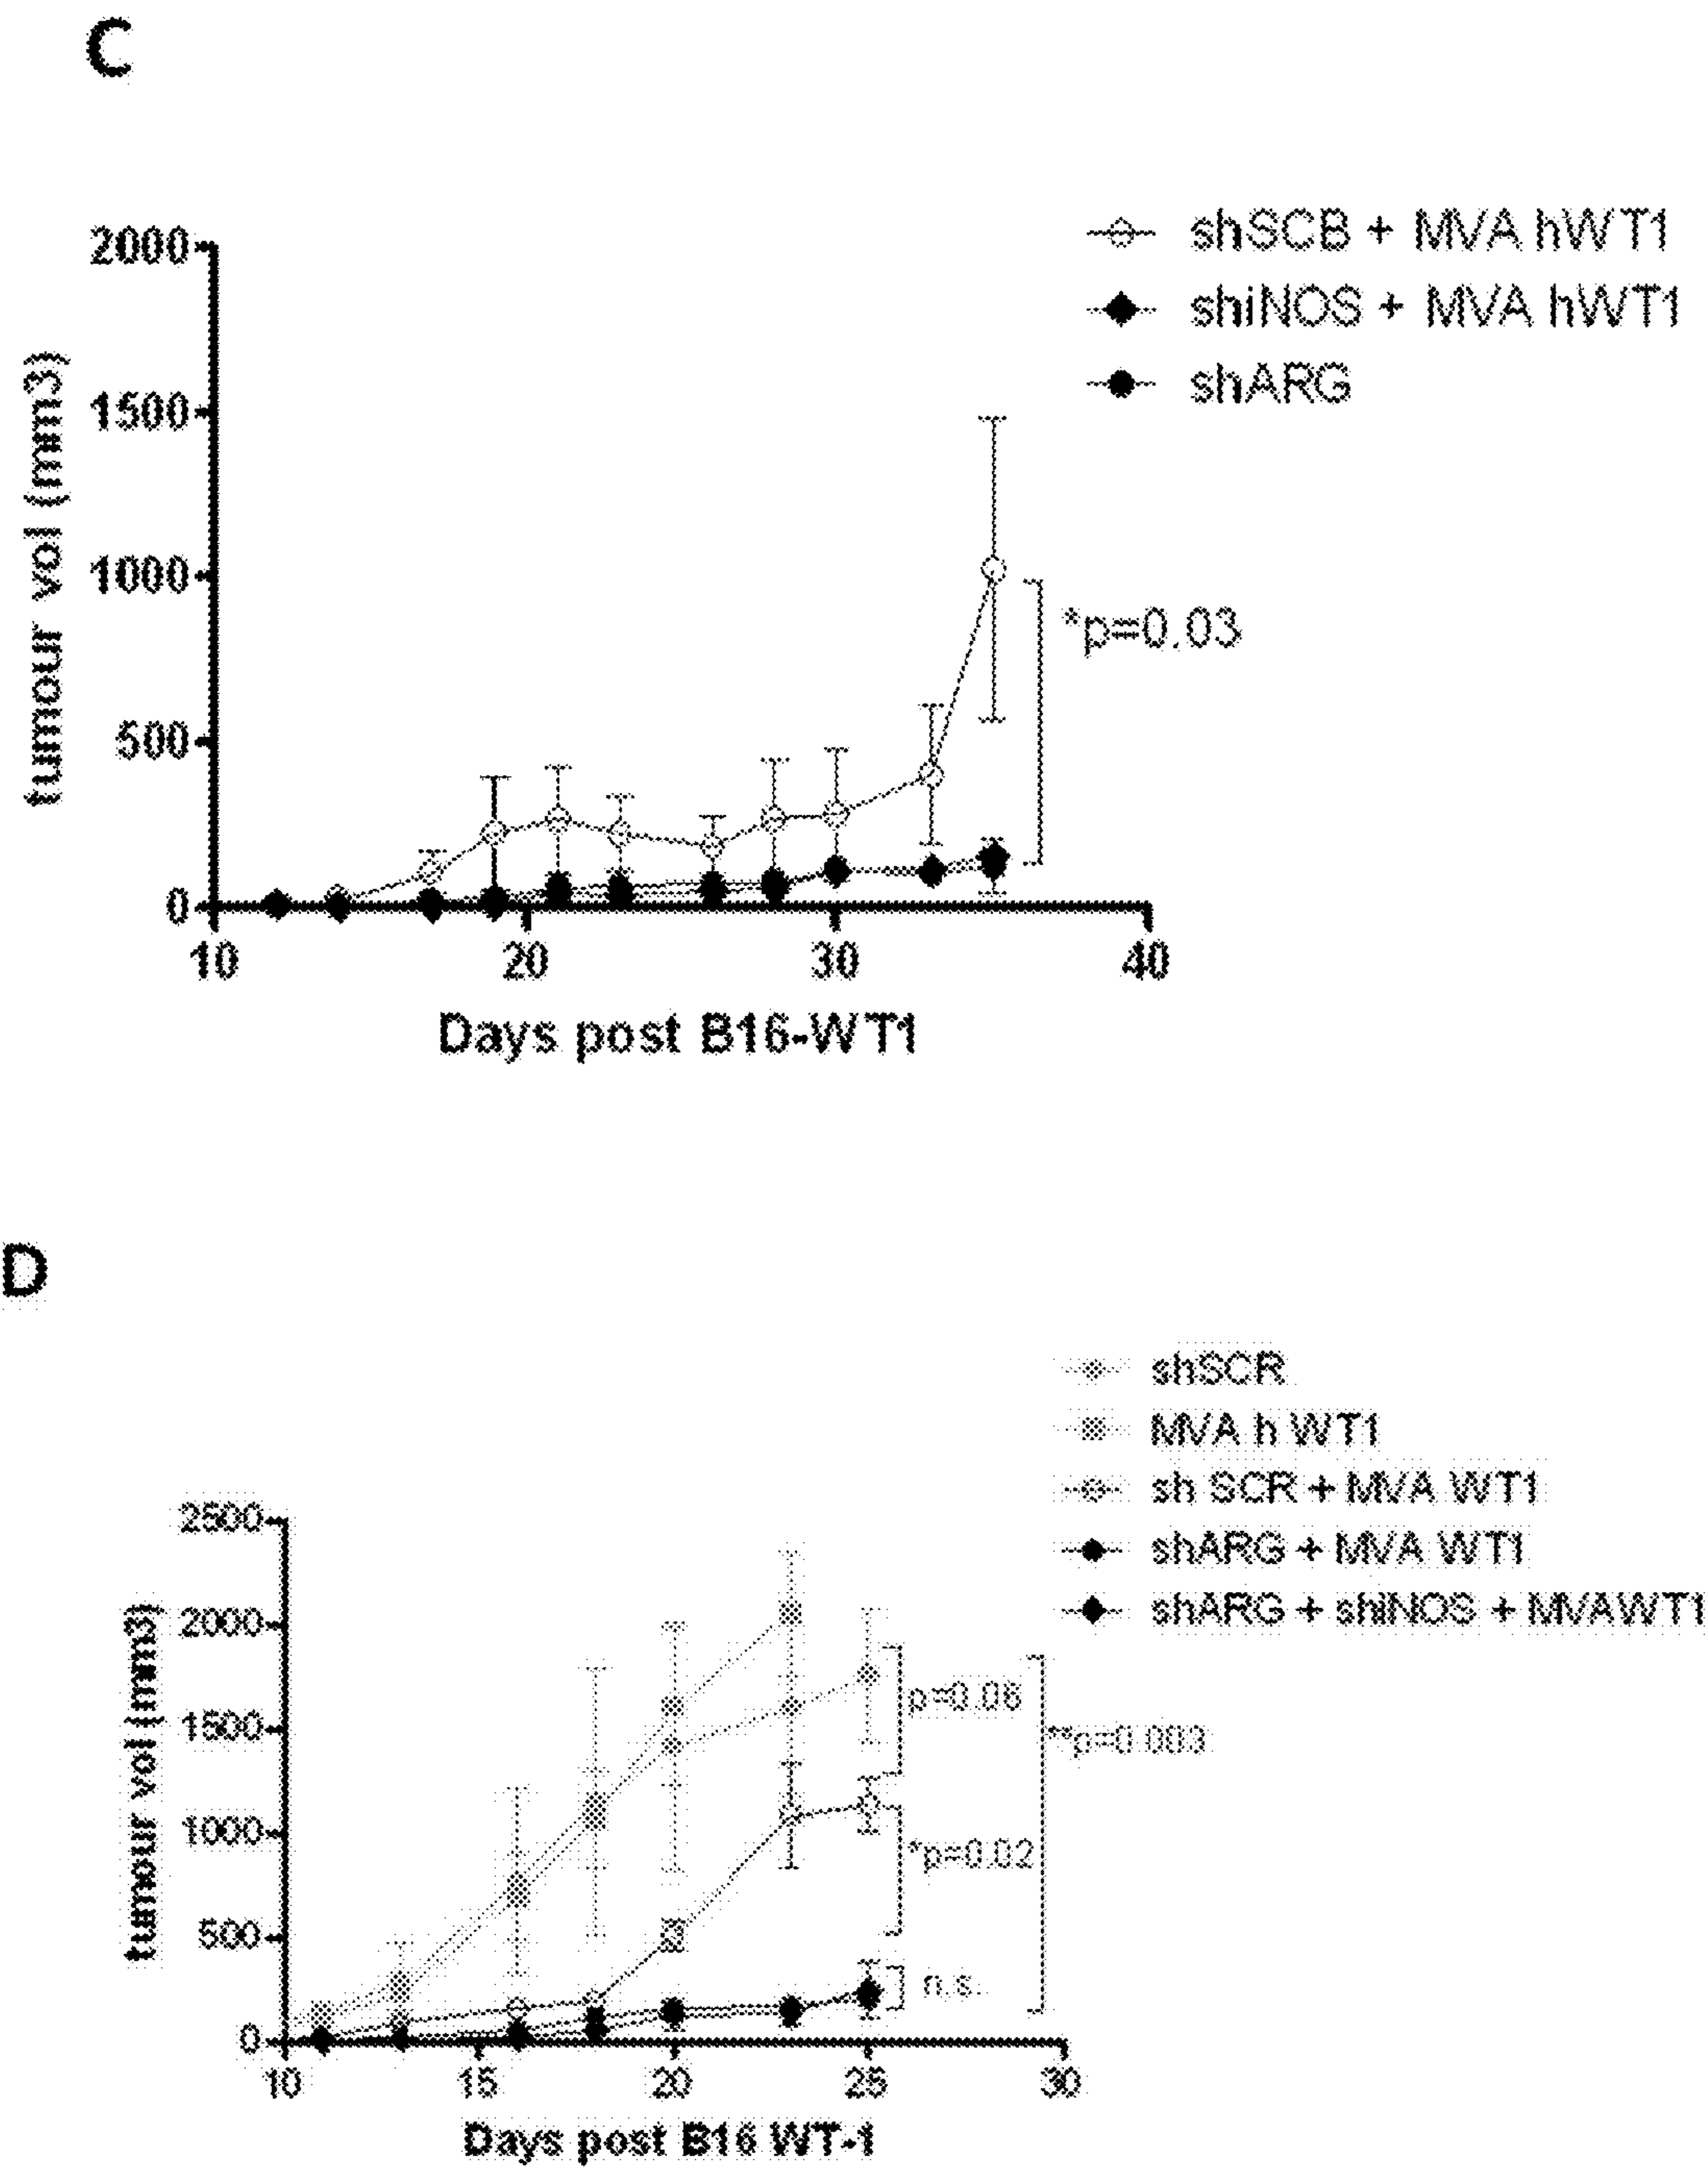 C
shSCB + MVA hWT1
shiNOS + MVA hWT1
shARG
2000
1500
1000
500
0
tumour vol (mm3)
*p=0.03
10 20 30 40
Days post B16-WT1
D
shSCR
MVA h WT1
sh SCR + MVA WT1
shARG + MVA WT1
shARG + shiNOS + MVAWT1
2500
2000
1500
1000
500
0
tumour vol (mm3)
p=0.06
**p=0.003
*p=0.02
n.s.
10 15 20 25 30
Days post B16 WT-1